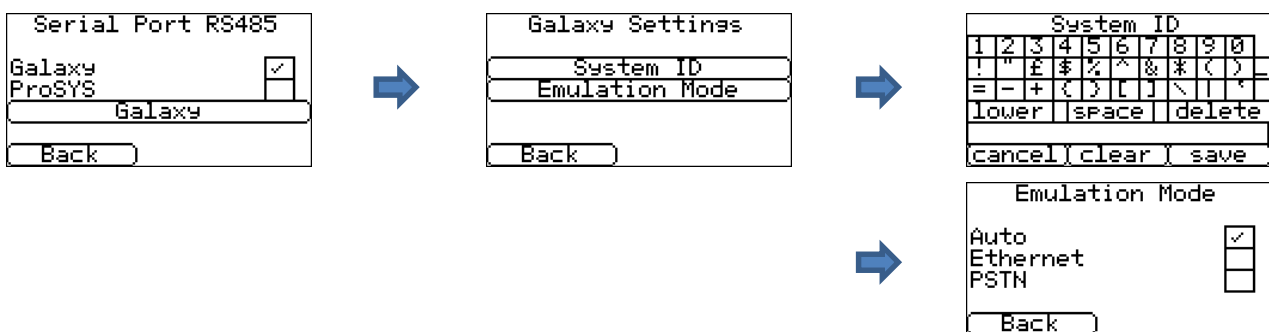 Serial Port RS485
Galaxy
ProSYS
Galaxy
Back
Galaxy Settings
System ID
Emulation Mode
Back
System ID
1 2 3 4 5 6 7 8 9 0
! " £ $ % ^ & * ( ) _
= - + { } [ ] \ | `
lower space delete
cancel clear save
Emulation Mode
Auto
Ethernet
PSTN
Back